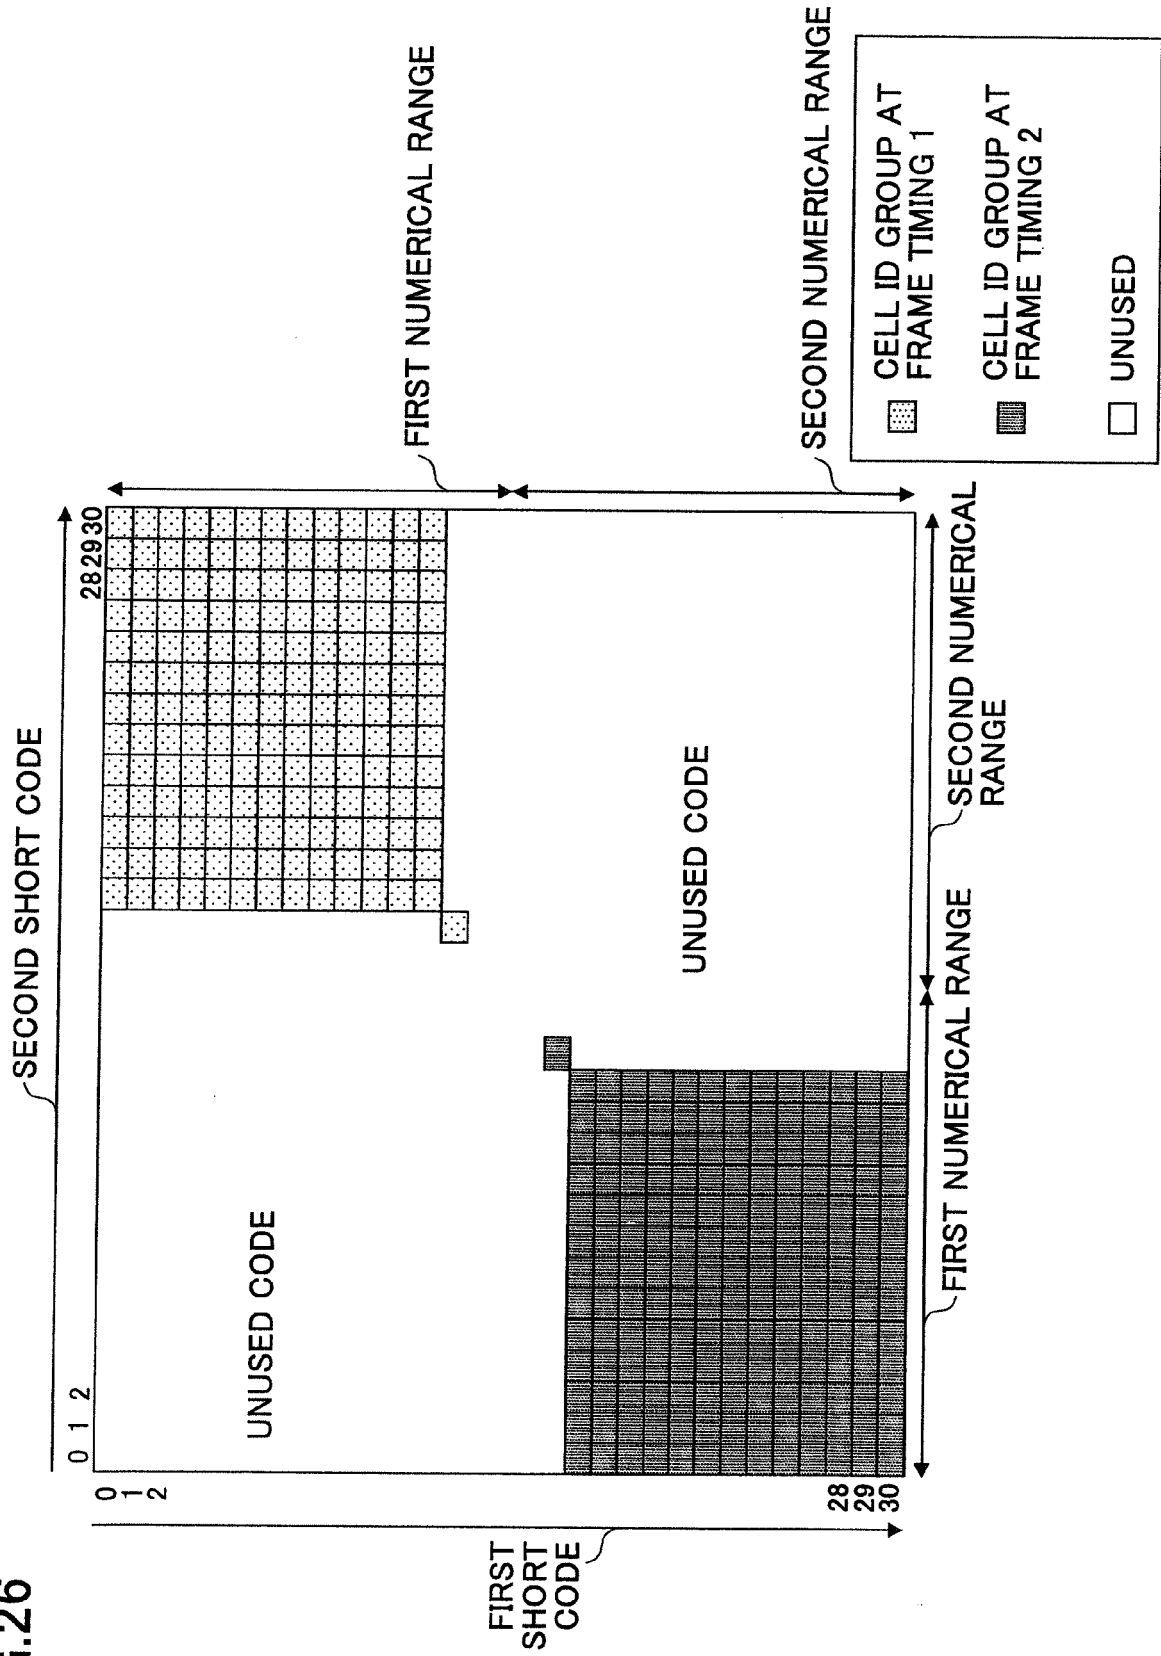 .26
SECOND SHORT CODE
0 1 2
28 29 30
FIRST
SHORT
CODE
0
1
2
28
29
30
UNUSED CODE
UNUSED CODE
FIRST NUMERICAL RANGE
SECOND NUMERICAL RANGE
FIRST NUMERICAL RANGE
SECOND NUMERICAL
RANGE
CELL ID GROUP AT
FRAME TIMING 1
CELL ID GROUP AT
FRAME TIMING 2
UNUSED